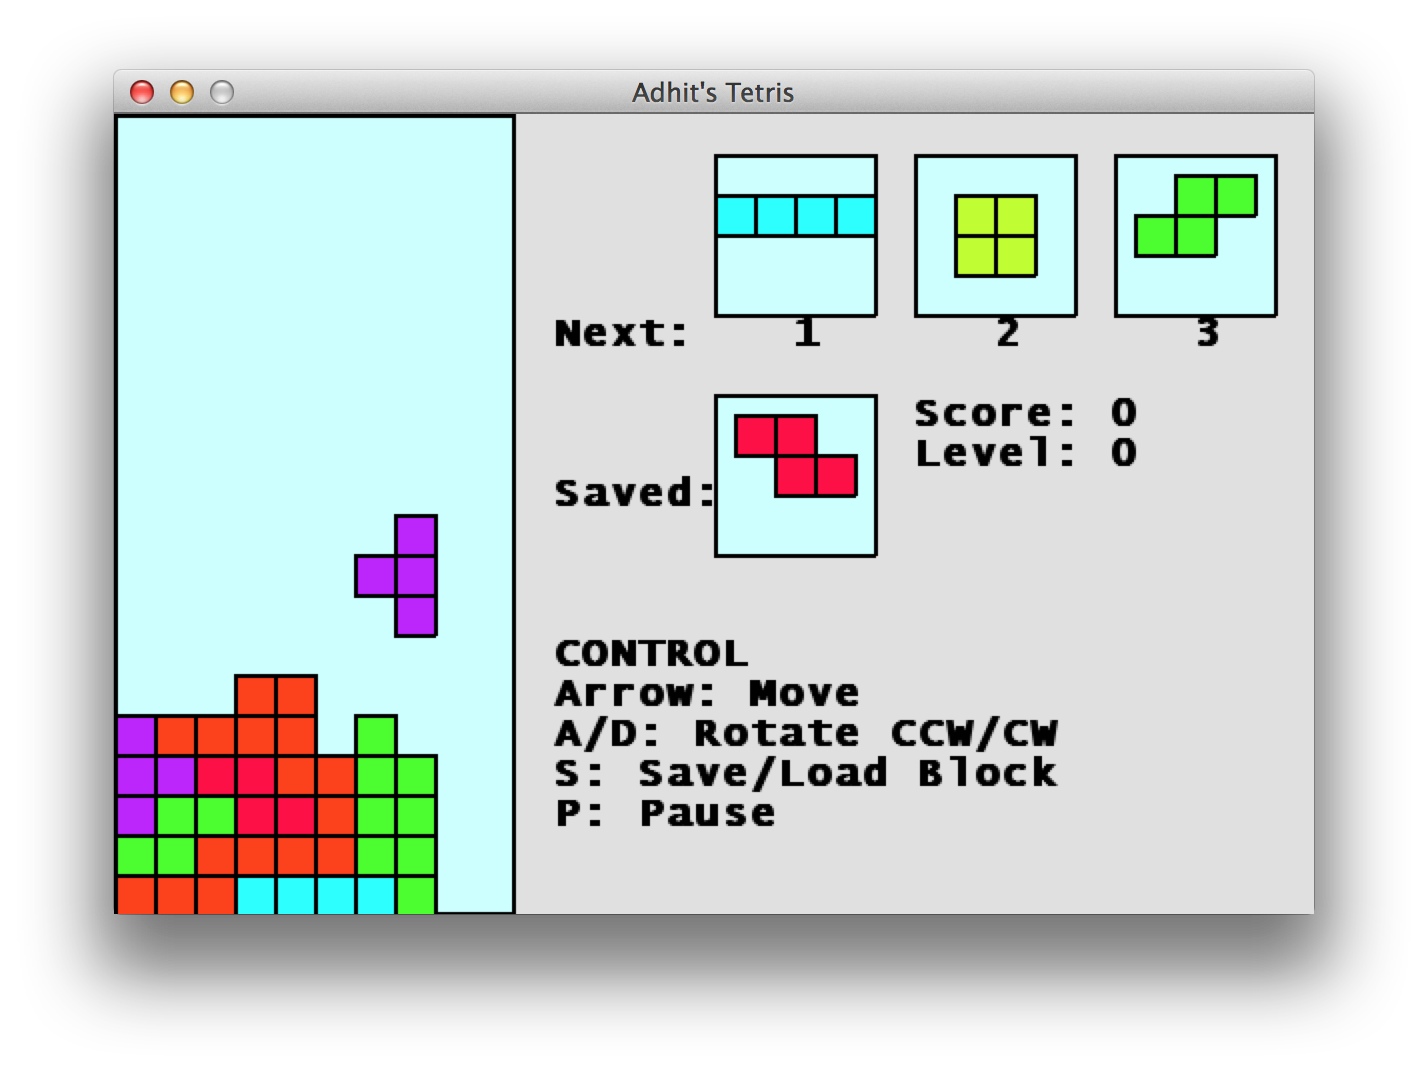 Adhit's Tetris
Next: 1 2 3
Saved:
Score: 0
Level: 0
CONTROL
Arrow: Move
A/D: Rotate CCW/CW
S: Save/Load Block
P: Pause